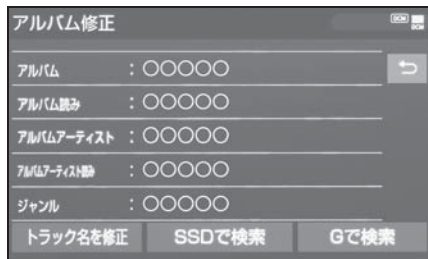 アルバム修正
DCM DCM
アルバム : ○○○○○
アルバム読み : ○○○○○
アルバムアーティスト : ○○○○○
アルバムアーティスト読み : ○○○○○
ジャンル : ○○○○○
トラック名を修正 SSDで検索 Gで検索